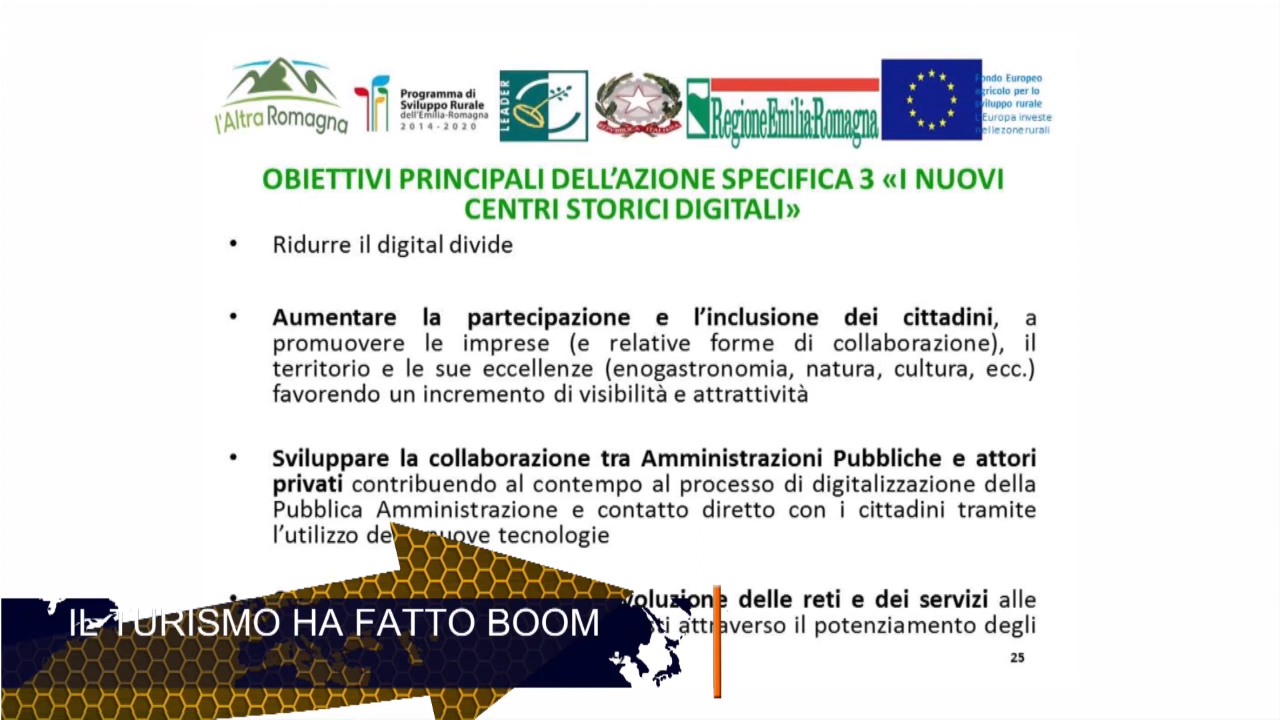 l'Altra Romagna
Programma di
Sviluppo Rurale
dell'Emilia-Romagna
2014-2020
LEADER
REPUBBLICA ITALIANA
RegioneEmiliaRomagna
Fondo Europeo
agricolo per lo
sviluppo rurale
L'Europa investe
nelle zone rurali
OBIETTIVI PRINCIPALI DELL'AZIONE SPECIFICA 3 «I NUOVI
CENTRI STORICI DIGITALI»
• Ridurre il digital divide
• Aumentare la partecipazione e l'inclusione dei cittadini, a
promuovere le imprese (e relative forme di collaborazione), il
territorio e le sue eccellenze (enogastronomia, natura, cultura, ecc.)
favorendo un incremento di visibilità e attrattività
• Sviluppare la collaborazione tra Amministrazioni Pubbliche e attori
privati contribuendo al contempo al processo di digitalizzazione della
Pubblica Amministrazione e contatto diretto con i cittadini tramite
l'utilizzo de nuove tecnologie
voluzione delle reti e dei servizi alle
ti attraverso il potenziamento degli
IL TURISMO HA FATTO BOOM
25